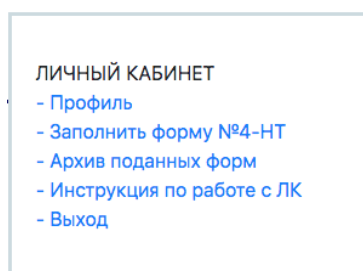 ЛИЧНЫЙ КАБИНЕТ
- Профиль
- Заполнить форму №4-НТ
- Архив поданных форм
- Инструкция по работе с ЛК
- Выход